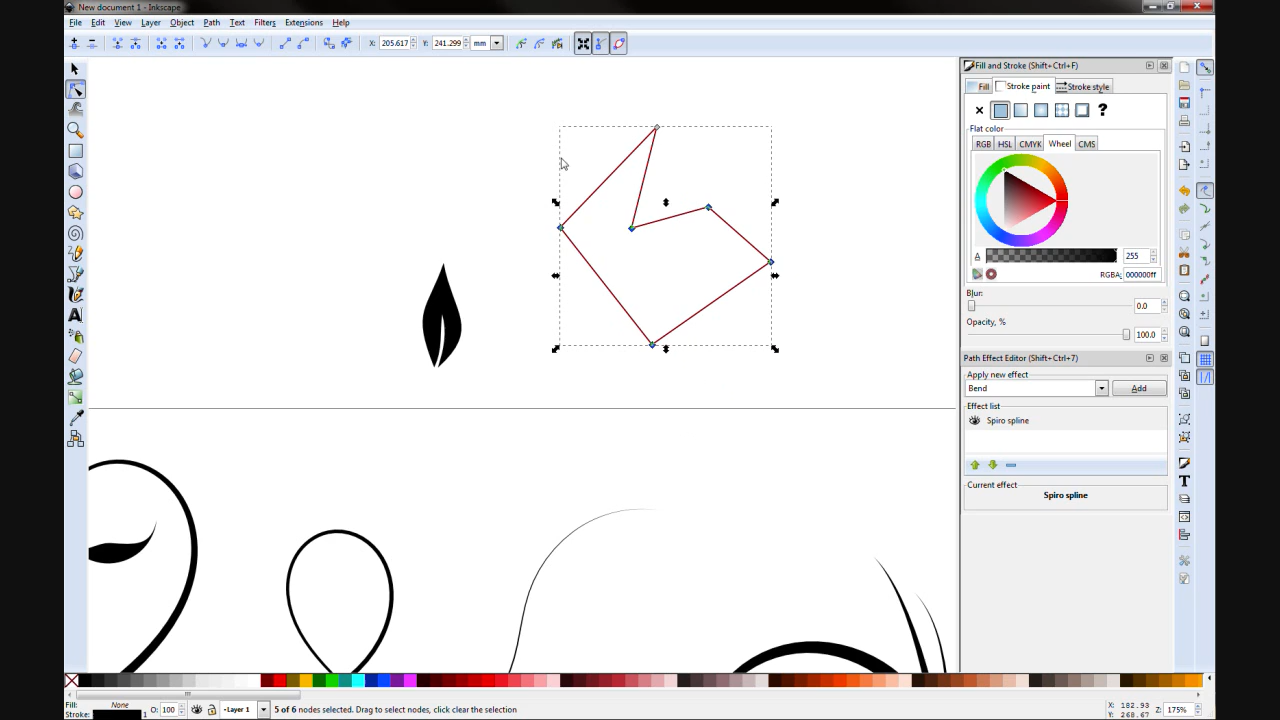 New document 1 - Inkscape
File Edit View Layer Object Path Text Filters Extensions Help
X: 205.617 Y: 241.299 mm
Fill and Stroke (Shift+Ctrl+F)
Fill Stroke paint Stroke style
?
Flat color
RGB HSL CMYK Wheel CMS
A 255
RGBA: 000000ff
Blur:
0.0
Opacity, %
100.0
Path Effect Editor (Shift+Ctrl+7)
Apply new effect
Bend Add
Effect list
Spiro spline
Current effect
Spiro spline
Fill: None
Stroke: 1 O: 100 -Layer 1 5 of 6 nodes selected. Drag to select nodes, click clear the selection
X: 182.93
Y: 268.67 Z: 175%